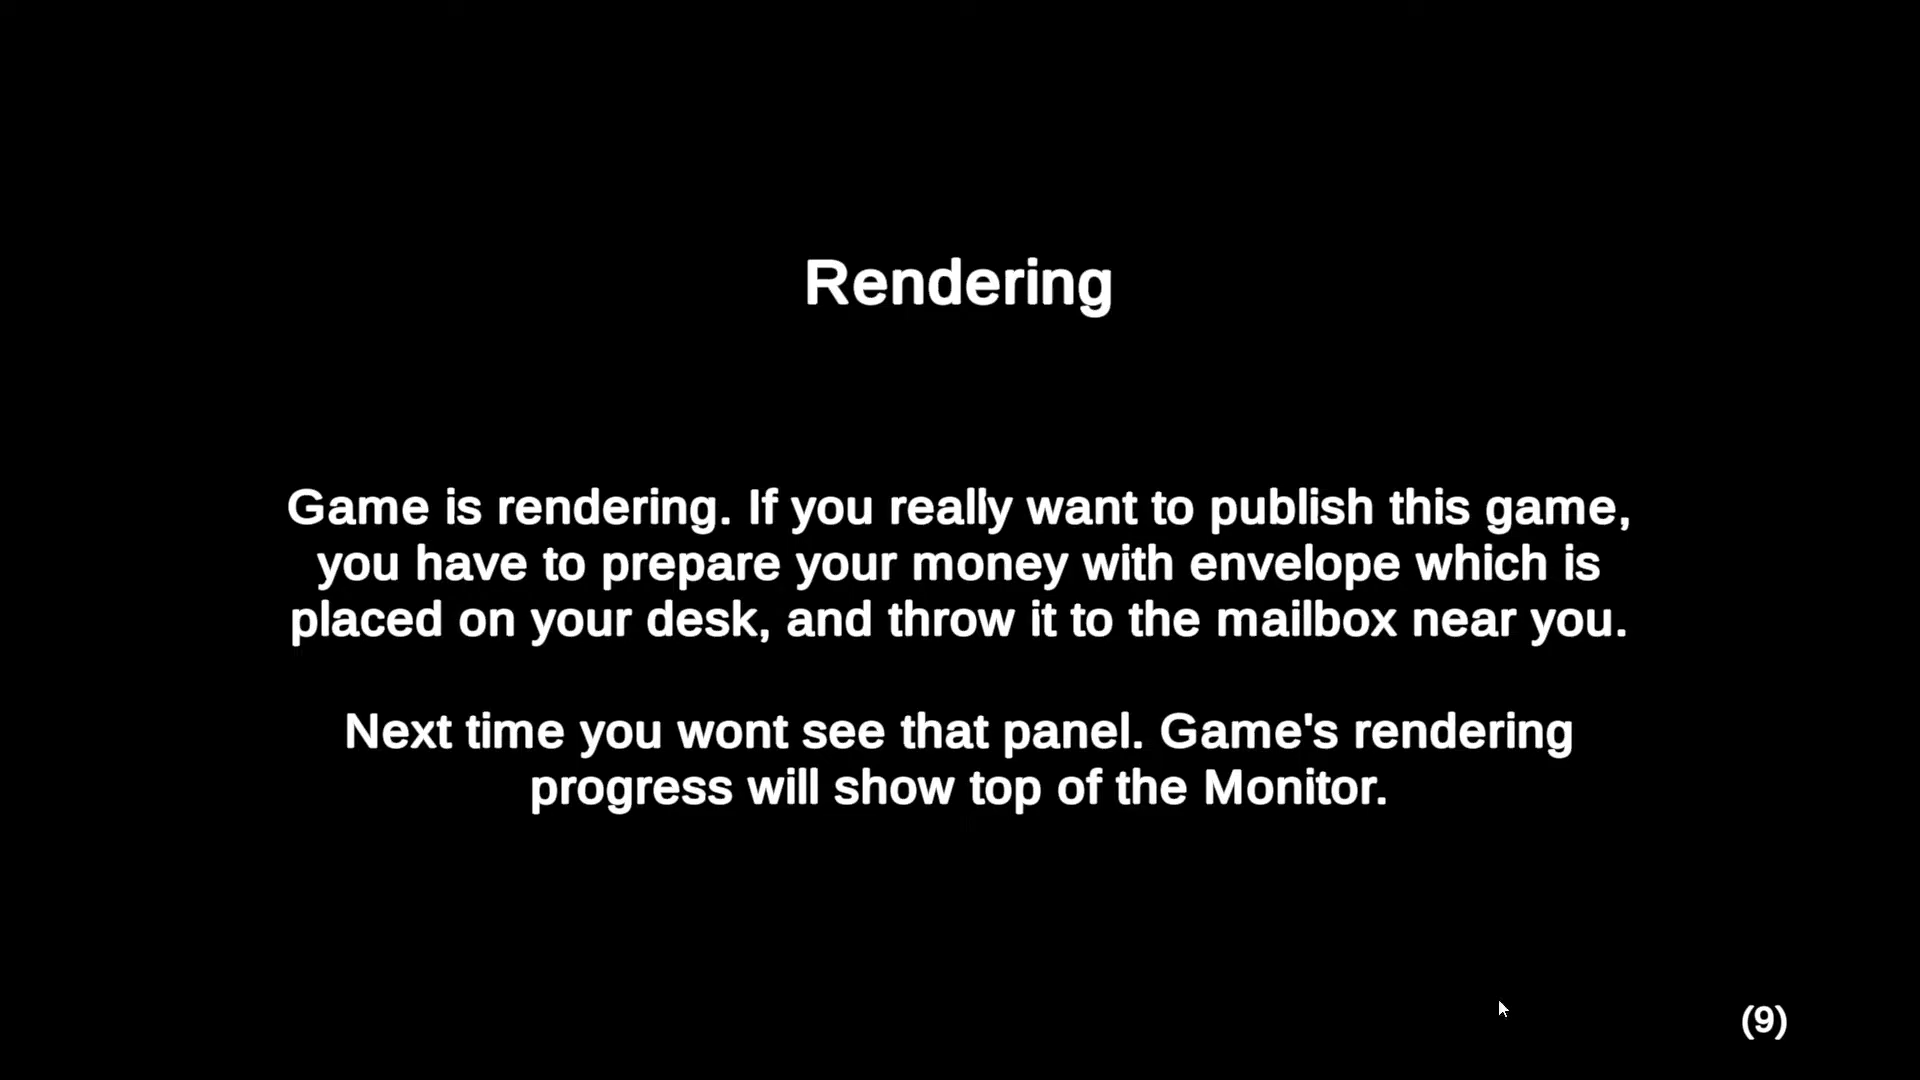 Rendering
Game is rendering. If you really want to publish this game,
you have to prepare your money with envelope which is
placed on your desk, and throw it to the mailbox near you.
Next time you wont see that panel. Game's rendering
progress will show top of the Monitor.
(9)